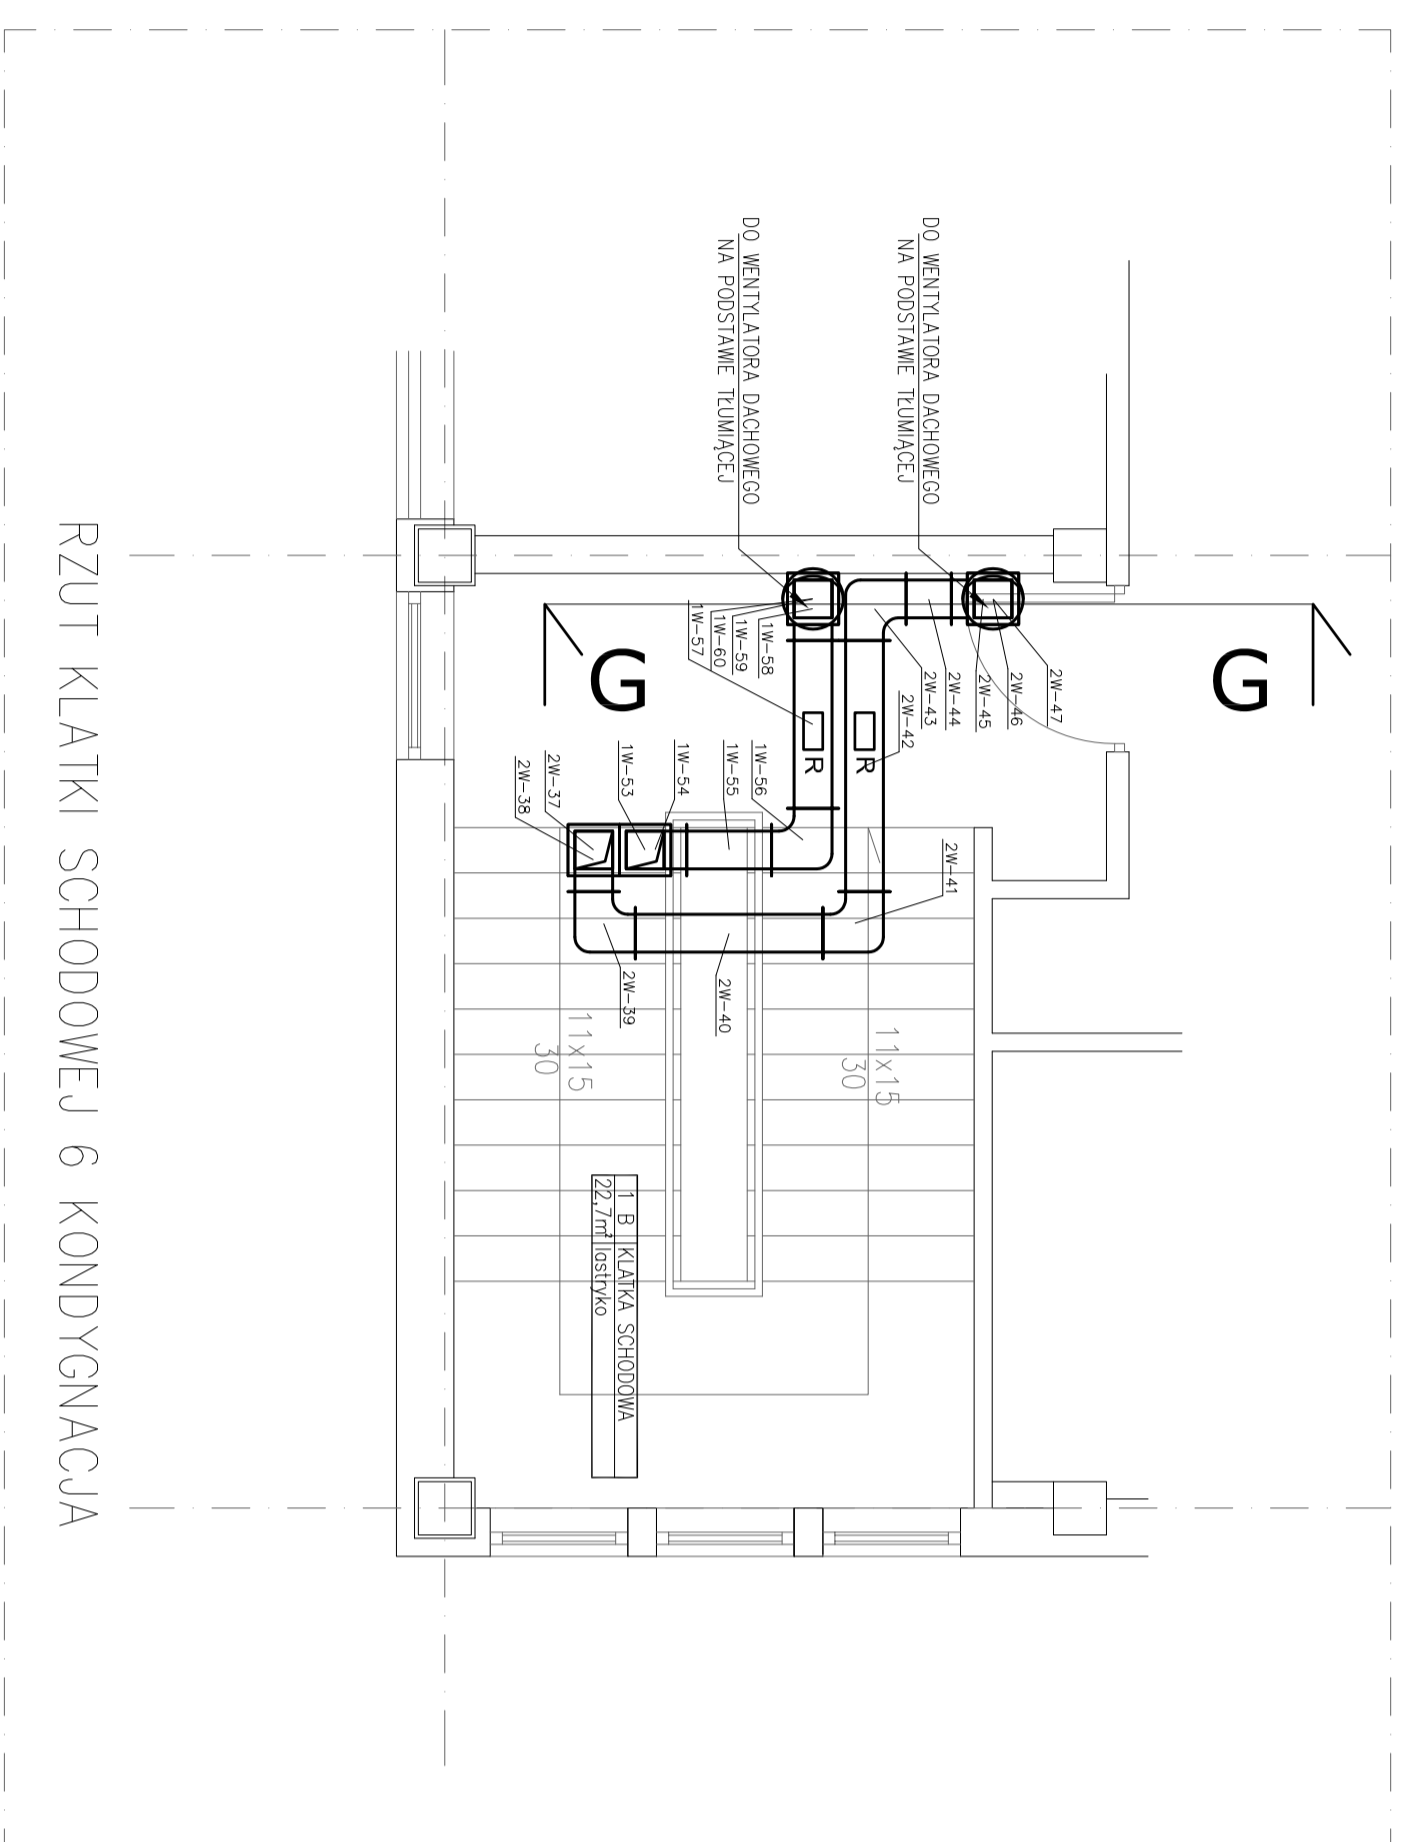 G
G
DO WENTYLATORA DACHOWEGO
NA PODSTAWIE TŁUMIĄCEJ
DO WENTYLATORA DACHOWEGO
NA PODSTAWIE TŁUMIĄCEJ
2W-47
2W-46
2W-45
2W-44
2W-43
2W-42
2W-41
R
R
1W-58
1W-59
1W-60
1W-57
1W-56
1W-55
1W-54
1W-53
2W-37
2W-38
2W-39
2W-40
11x15
30
11x15
30
1 B KLATKA SCHODOWA
22,7m² lastryko
RZUT KLATKI SCHODOWEJ 6 KONDYGNACJA